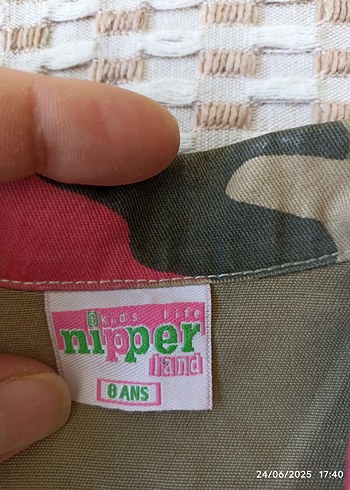 kids life
nipper
land
8 ANS
24/06/2025 17:40